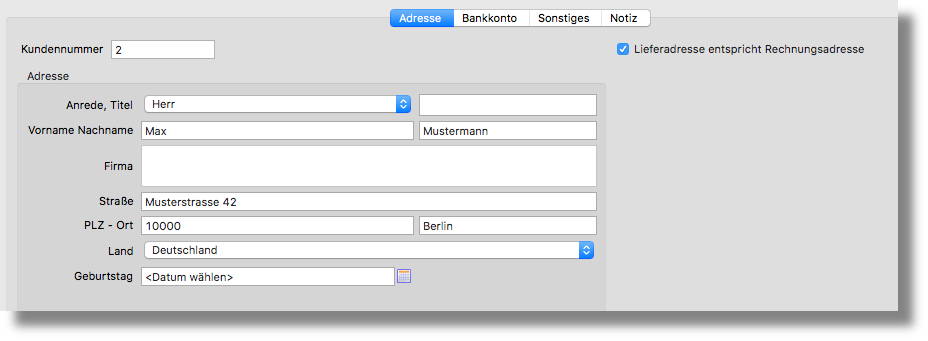 Adresse Bankkonto Sonstiges Notiz
Kundennummer 2 Lieferadresse entspricht Rechnungsadresse
Adresse
Anrede, Titel Herr
Vorname Nachname Max Mustermann
Firma
Straße Musterstrasse 42
PLZ - Ort 10000 Berlin
Land Deutschland
Geburtstag <Datum wählen>